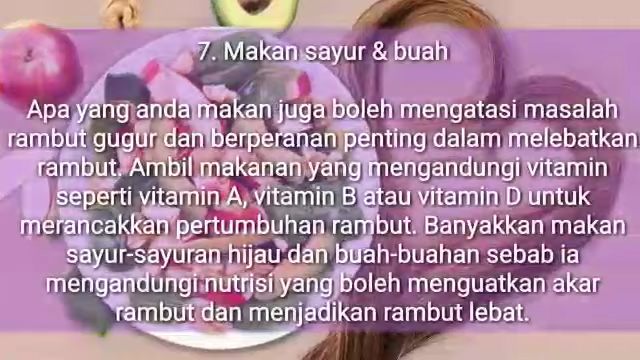 7. Makan sayur & buah
Apa yang anda makan juga boleh mengatasi masalah
rambut gugur dan berperanan penting dalam melebatkan
rambut. Ambil makanan yang mengandungi vitamin
seperti vitamin A, vitamin B atau vitamin D untuk
merancakkan pertumbuhan rambut. Banyakkan makan
sayur-sayuran hijau dan buah-buahan sebab ia
mengandungi nutrisi yang boleh menguatkan akar
rambut dan menjadikan rambut lebat.